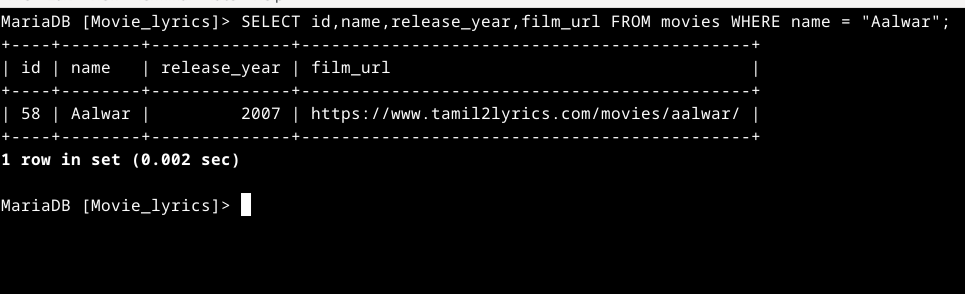 MariaDB [Movie_lyrics]> SELECT id,name,release_year,film_url FROM movies WHERE name = "Aalwar";
+----+--------+--------------+------------------------------------------+
| id | name   | release_year | film_url                                 |
+----+--------+--------------+------------------------------------------+
| 58 | Aalwar |         2007 | https://www.tamil2lyrics.com/movies/aalwar/ |
+----+--------+--------------+------------------------------------------+
1 row in set (0.002 sec)
MariaDB [Movie_lyrics]>